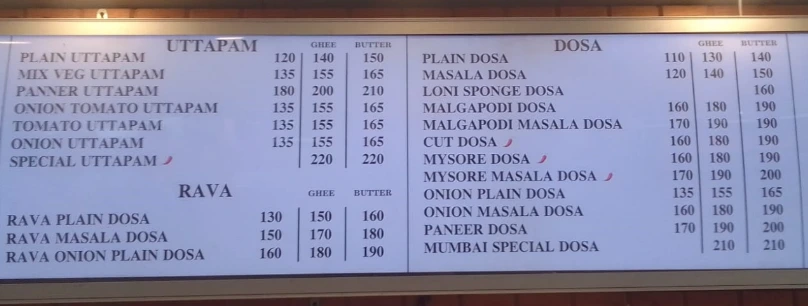 UTTAPAM GHEE BUTTER
PLAIN UTTAPAM 120 140 150
MIX VEG UTTAPAM 135 155 165
PANNER UTTAPAM 180 200 210
ONION TOMATO UTTAPAM 135 155 165
TOMATO UTTAPAM 135 155 165
ONION UTTAPAM 135 155 165
SPECIAL UTTAPAM 220 220
RAVA GHEE BUTTER
RAVA PLAIN DOSA 130 150 160
RAVA MASALA DOSA 150 170 180
RAVA ONION PLAIN DOSA 160 180 190
DOSA GHEE BUTTER
PLAIN DOSA 110 130 140
MASALA DOSA 120 140 150
LONI SPONGE DOSA 160
MALGAPODI DOSA 160 180 190
MALGAPODI MASALA DOSA 170 190 190
CUT DOSA 160 180 190
MYSORE DOSA 160 180 190
MYSORE MASALA DOSA 170 190 200
ONION PLAIN DOSA 135 155 165
ONION MASALA DOSA 160 180 190
PANEER DOSA 170 190 200
MUMBAI SPECIAL DOSA 210 210